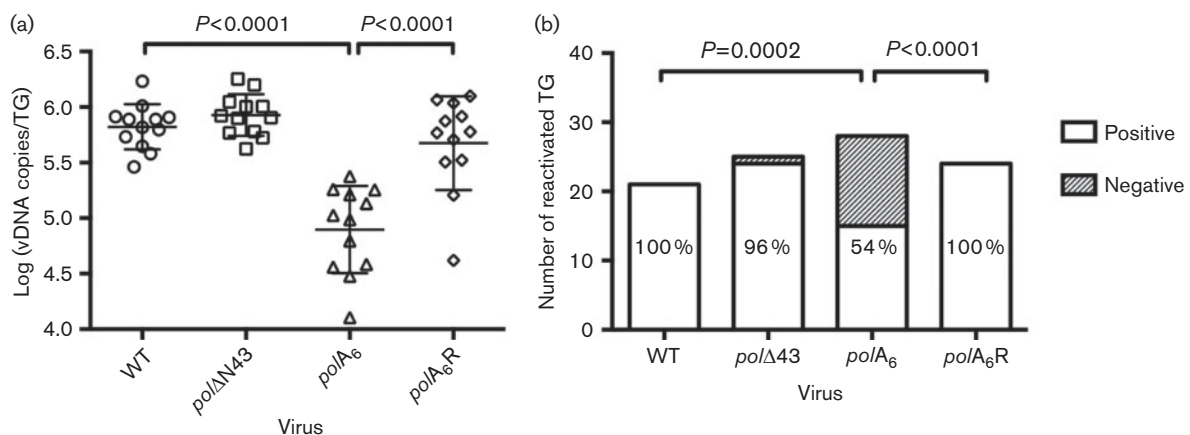 (a)
P<0.0001
P<0.0001
6.5
6.0
5.5
5.0
4.5
4.0
Log (vDNA copies/TG)
WT
polΔN43
polA₆
polA₆R
Virus
(b)
P=0.0002
P<0.0001
40
30
20
10
0
Number of reactivated TG
100 %
96 %
54 %
100 %
WT
polΔ43
polA₆
polA₆R
Virus
Positive
Negative